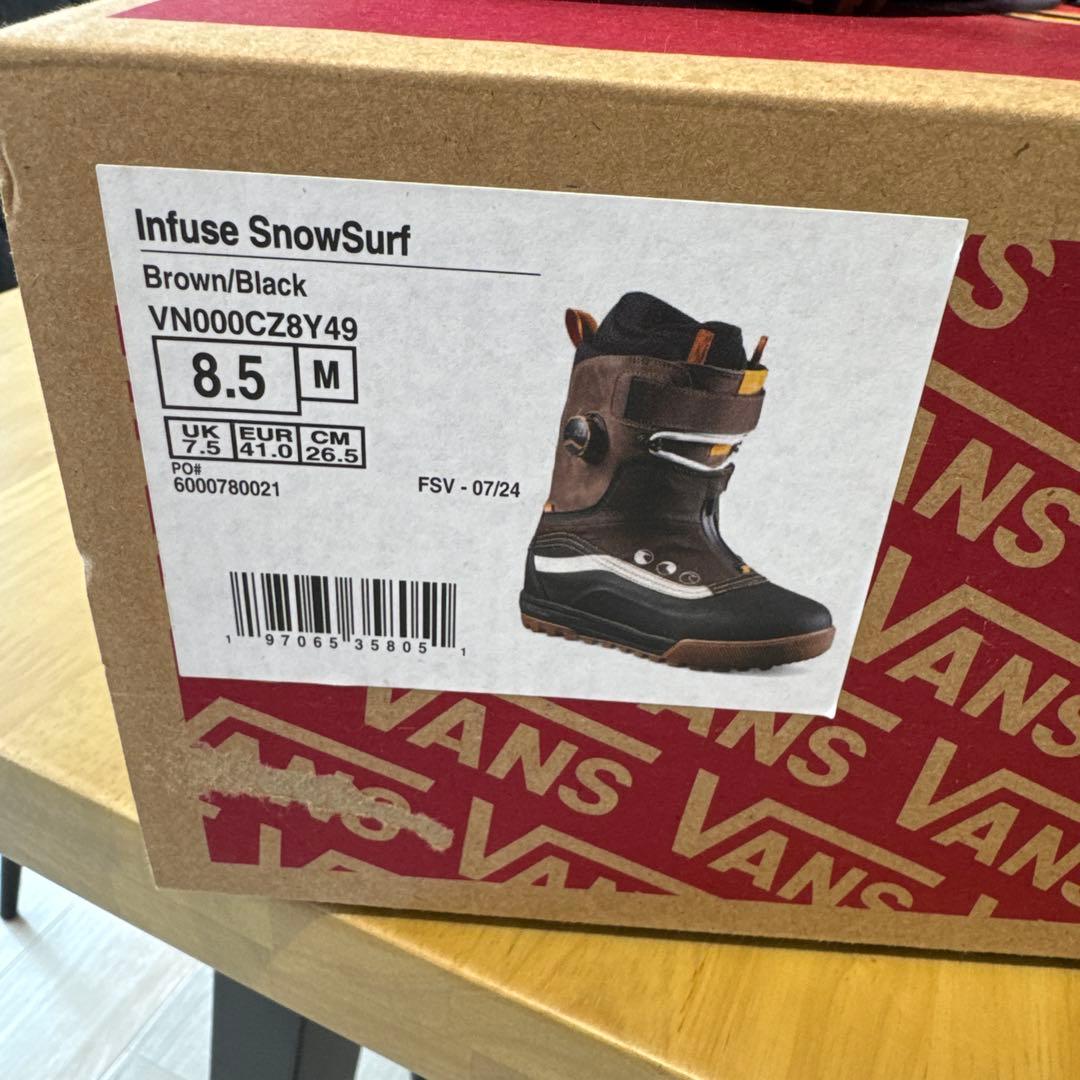 Infuse SnowSurf
Brown/Black
VN000CZ8Y49
8.5 M
UK EUR CM
7.5 41.0 26.5
PO#
6000780021
FSV - 07/24
1 97065 35805 1
VANS
VANS
VANS
VANS
VANS
VANS
VANS